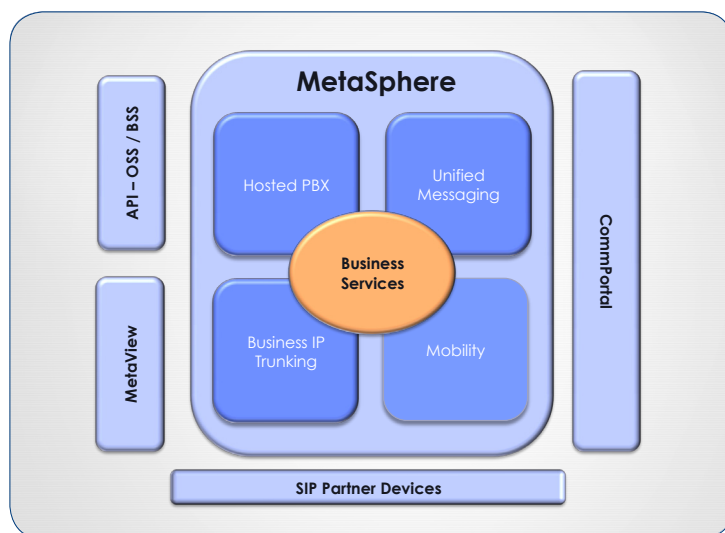 MetaSphere
API – OSS / BSS
Hosted PBX
Unified
Messaging
Business
Services
CommPortal
MetaView
Business IP
Trunking
Mobility
SIP Partner Devices